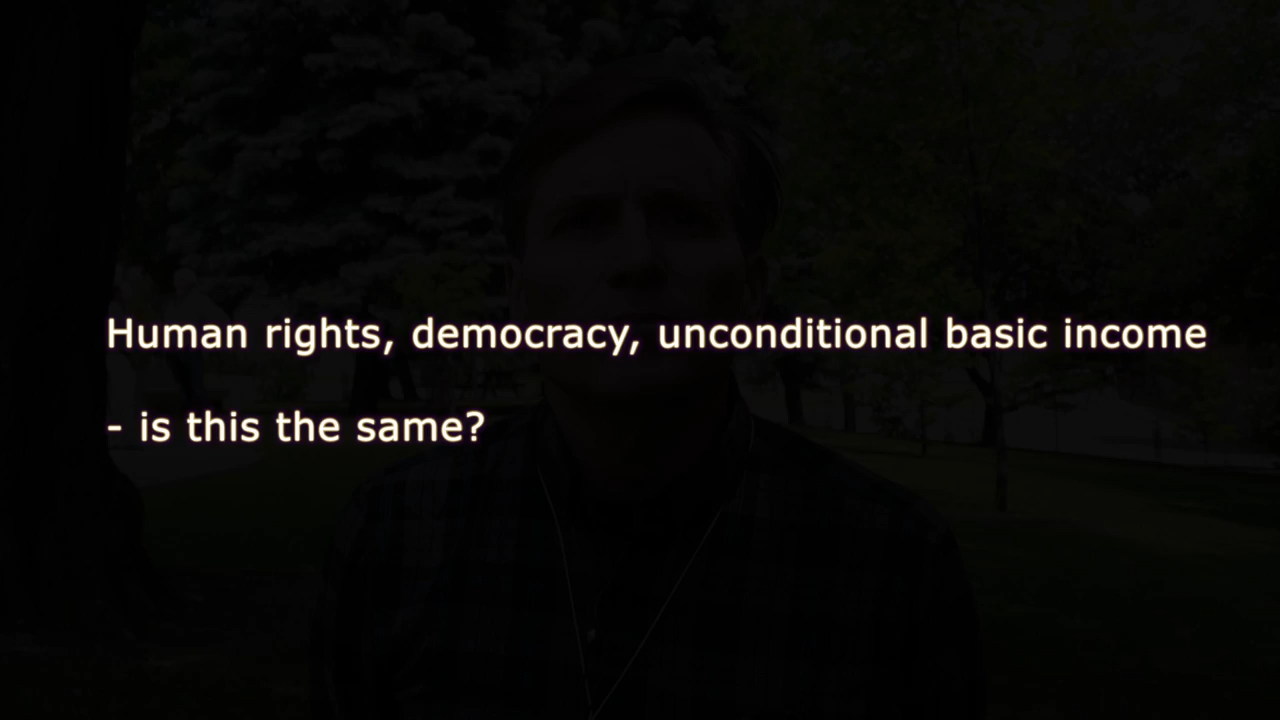 Human rights, democracy, unconditional basic income
- is this the same?